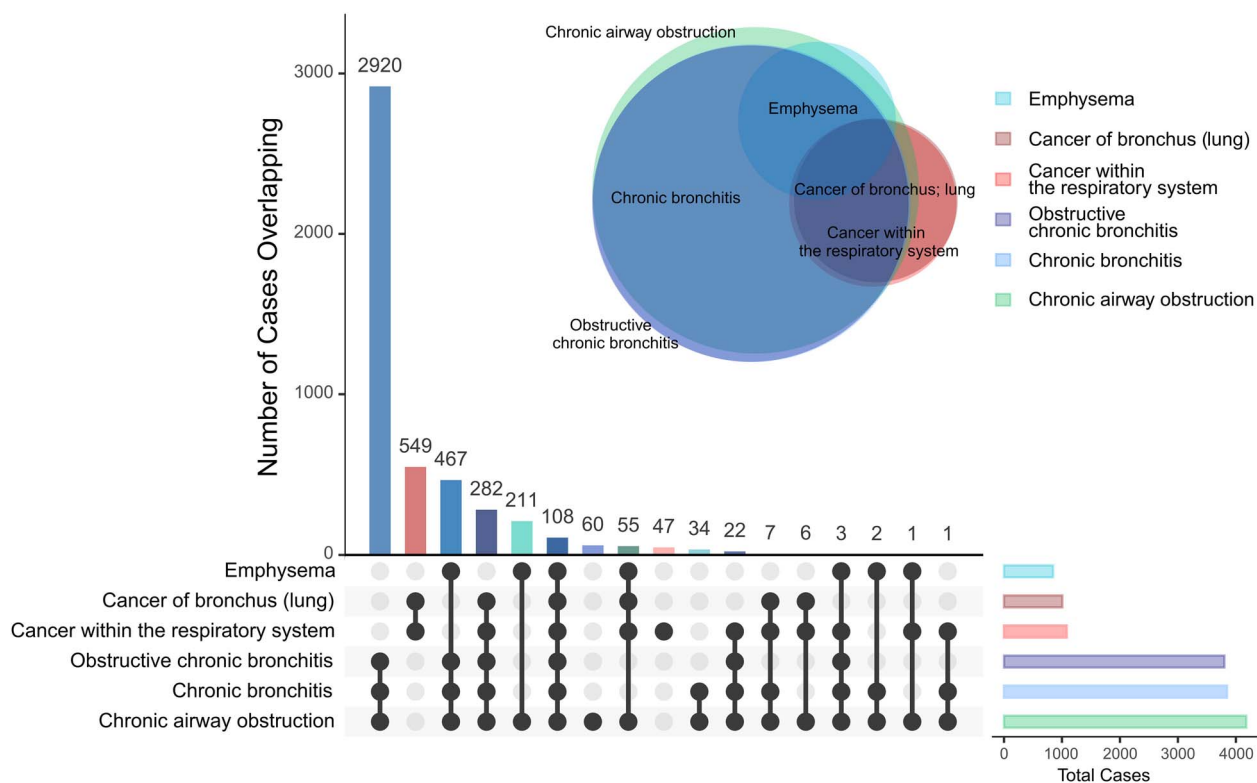 Number of Cases Overlapping
3000
2000
1000
0
2920
549
467
282
211
108
60
55
47
34
22
7
6
3
2
1
1
Chronic airway obstruction
Emphysema
Chronic bronchitis
Cancer of bronchus; lung
Cancer within
the respiratory system
Obstructive
chronic bronchitis
Emphysema
Cancer of bronchus (lung)
Cancer within
the respiratory system
Obstructive
chronic bronchitis
Chronic bronchitis
Chronic airway obstruction
Emphysema
Cancer of bronchus (lung)
Cancer within the respiratory system
Obstructive chronic bronchitis
Chronic bronchitis
Chronic airway obstruction
0 1000 2000 3000 4000
Total Cases